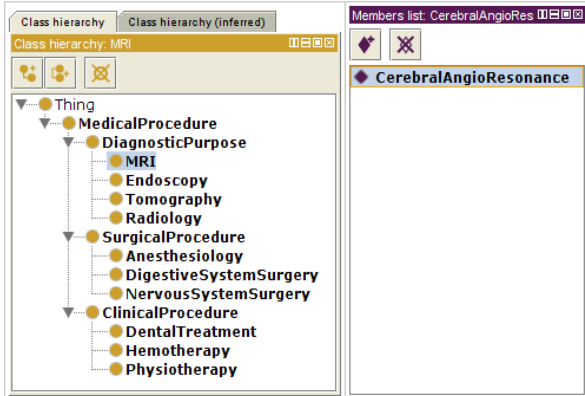 Class hierarchy
Class hierarchy (inferred)
Class hierarchy: MRI
Thing
MedicalProcedure
DiagnosticPurpose
MRI
Endoscopy
Tomography
Radiology
SurgicalProcedure
Anesthesiology
DigestiveSystemSurgery
NervousSystemSurgery
ClinicalProcedure
DentalTreatment
Hemotherapy
Physiotherapy
Members list: CerebralAngioRes
CerebralAngioResonance